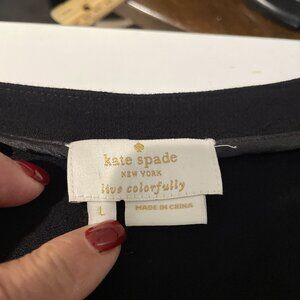 kate spade
NEW YORK
live colorfully
L
MADE IN CHINA